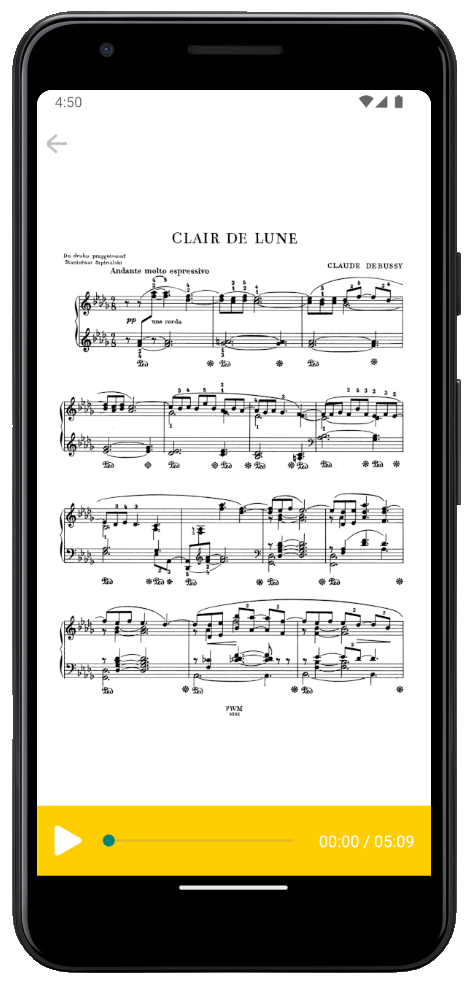 4:50
CLAIR DE LUNE
Do druku przygotował
Stanisław Szpinalski
Andante molto espressivo
CLAUDE DEBUSSY
pp
una corda
PWM
00:00 / 05:09